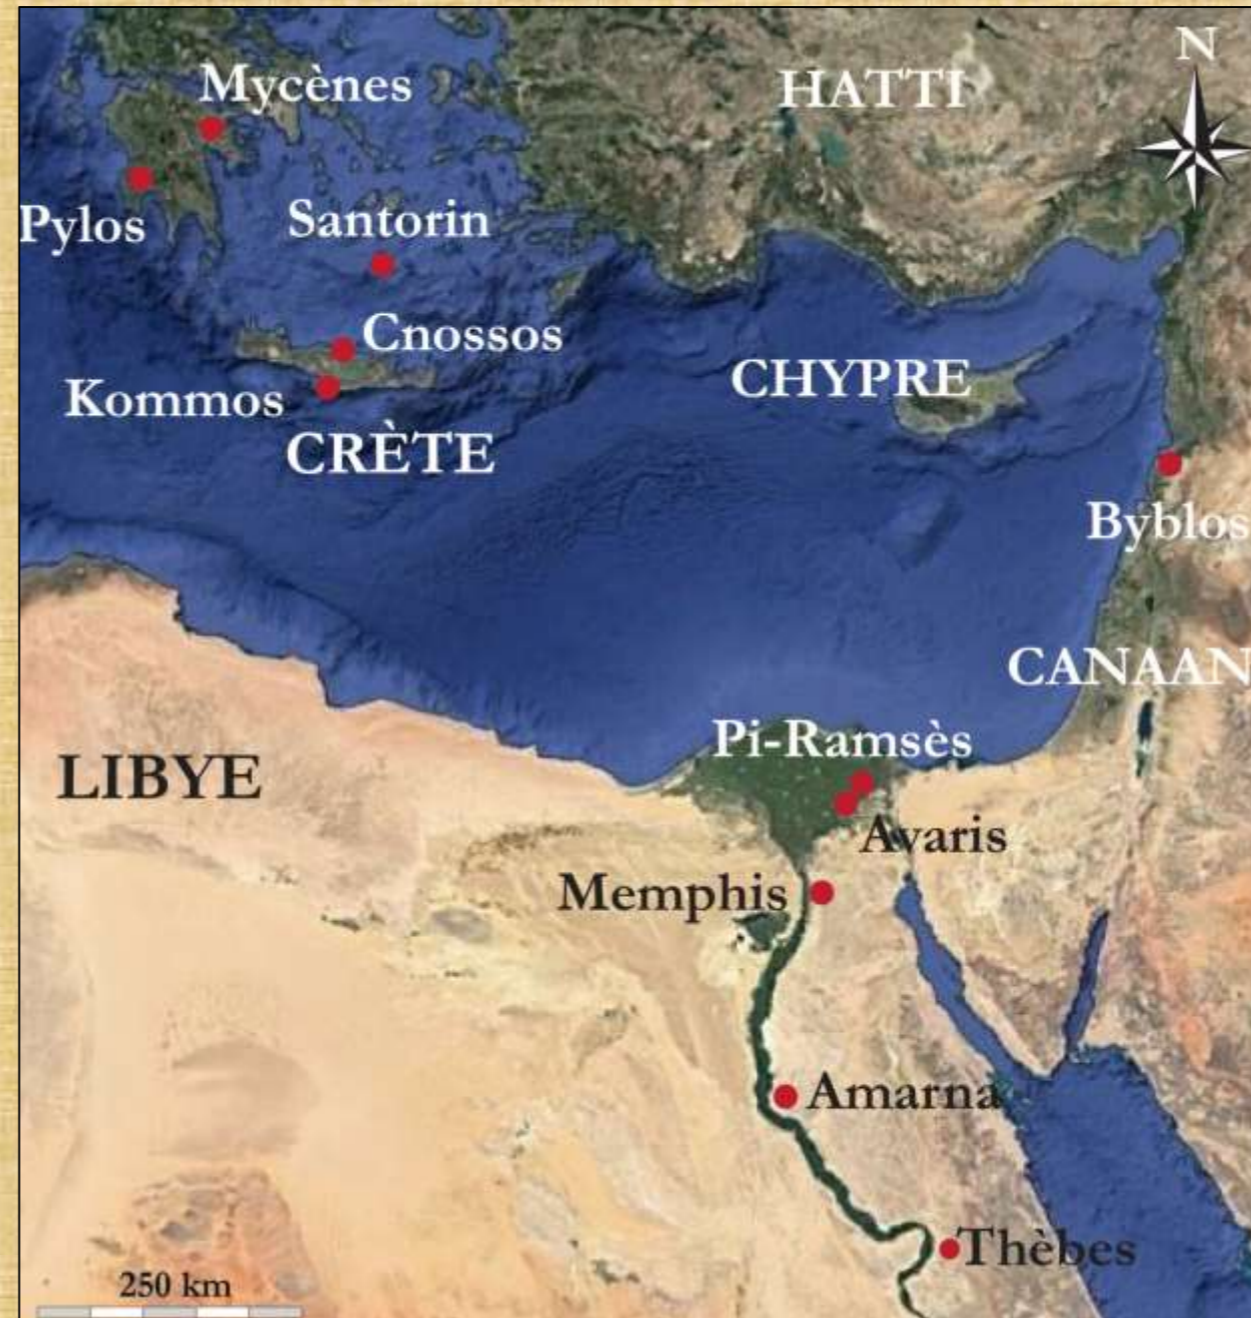 N
Mycènes
HATTI
Pylos
Santorin
Cnossos
Kommos
CHYPRE
CRÈTE
Byblos
CANAAN
Pi-Ramsès
LIBYE
Avaris
Memphis
Amarna
Thèbes
250 km